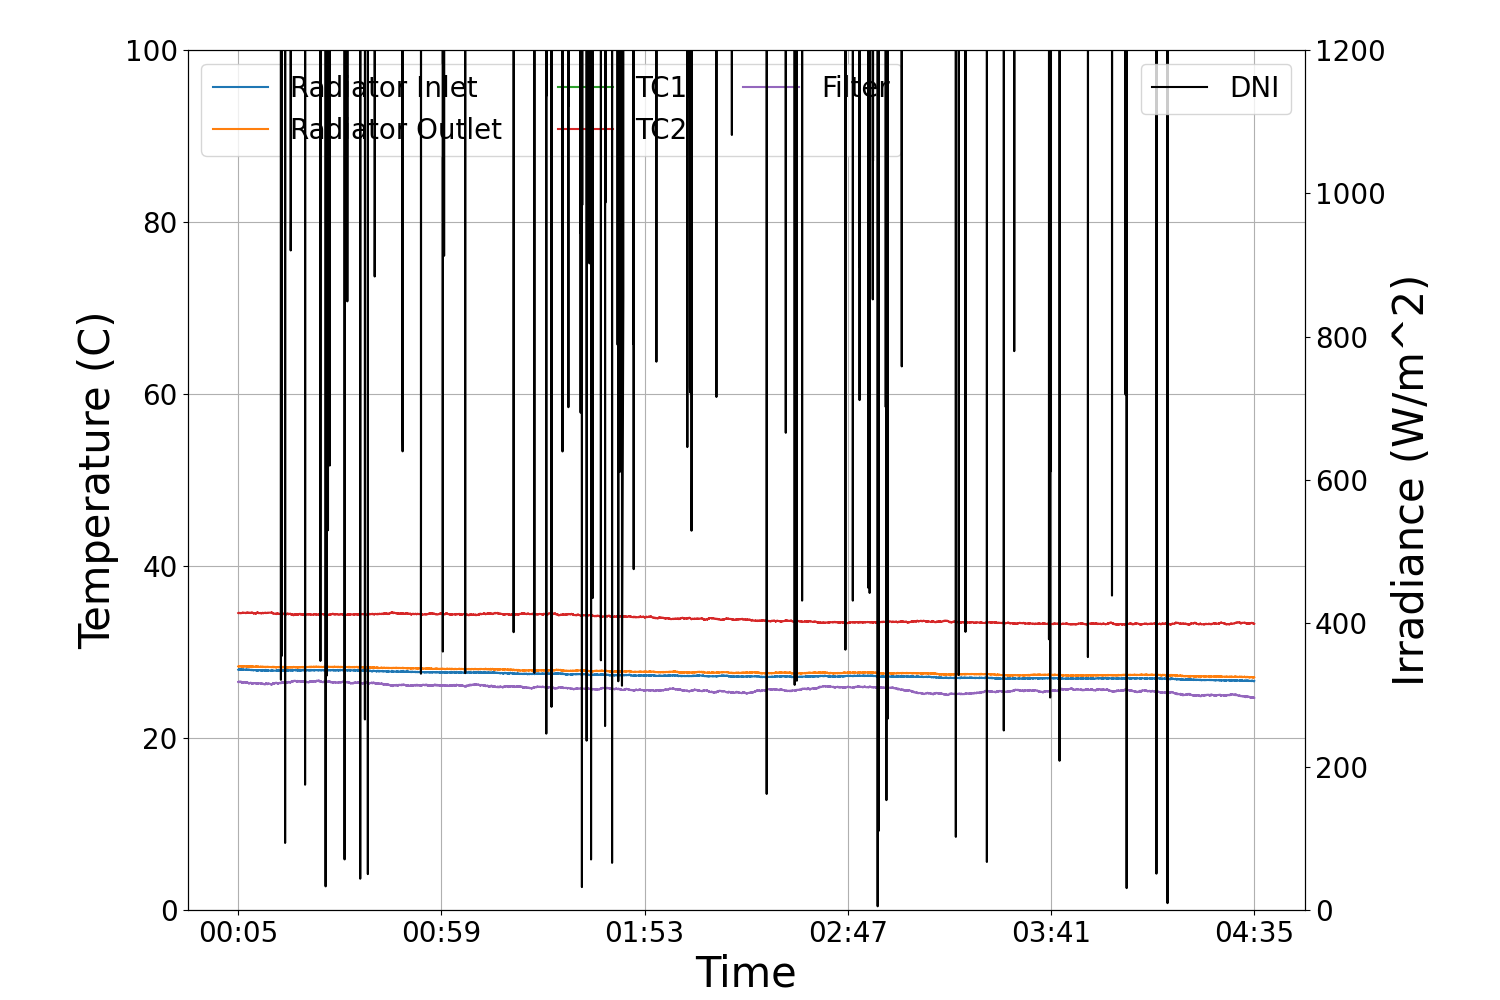 Radiator Inlet
Radiator Outlet
TC1
TC2
Filter
DNI
100
80
60
40
20
0
Temperature (C)
1200
1000
800
600
400
200
0
Irradiance (W/m^2)
00:05 00:59 01:53 02:47 03:41 04:35
Time